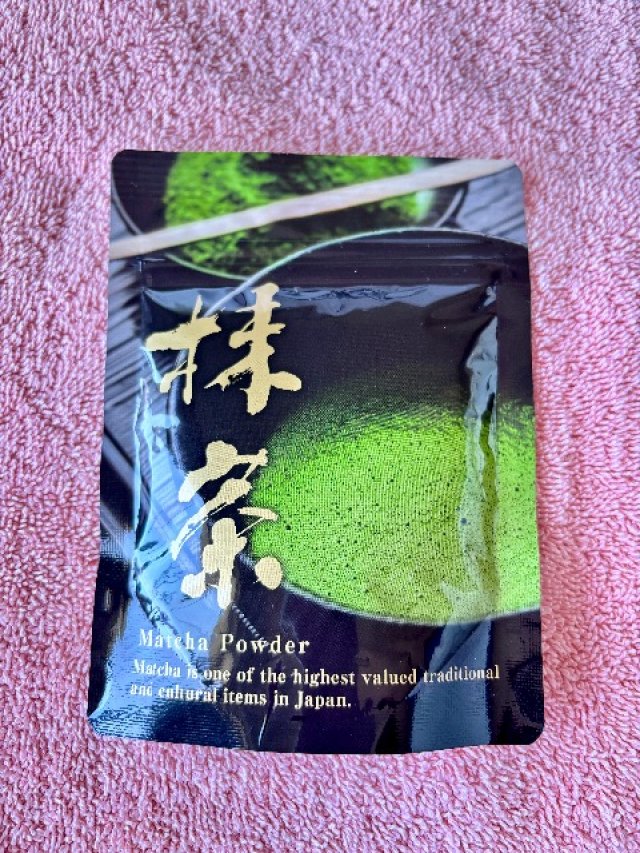 抹茶
Matcha Powder
Matcha is one of the highest valued traditional
and cultural items in Japan.